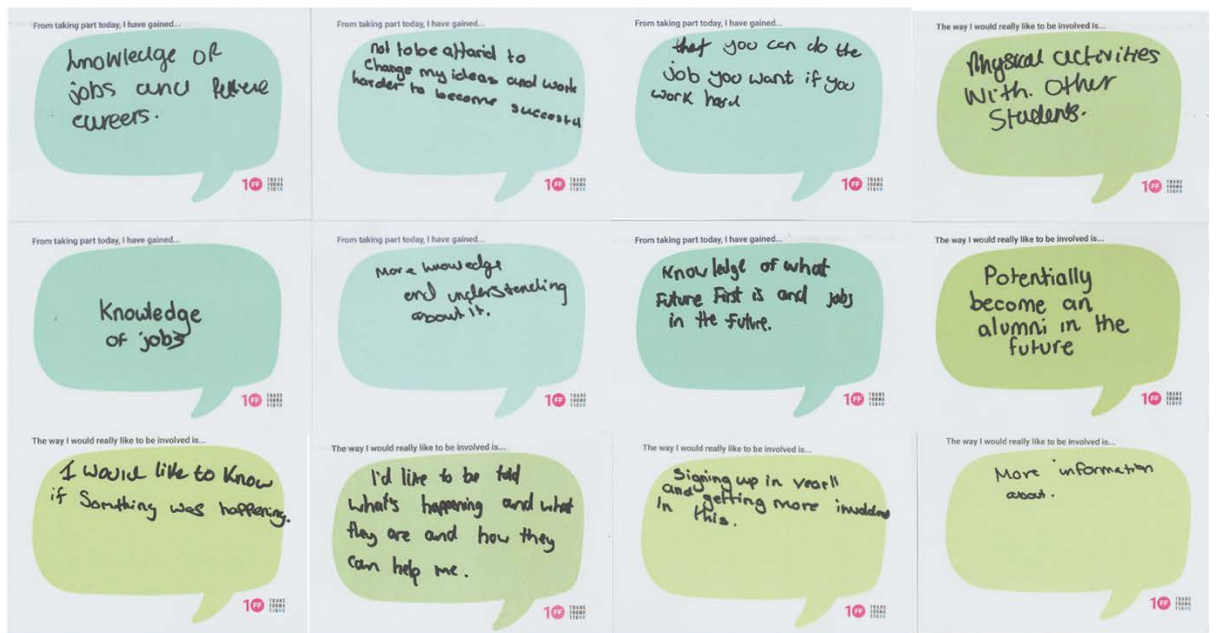 From taking part today, I have gained...
knowledge of
jobs and future
careers.
From taking part today, I have gained...
not to be affarid to
change my ideas and work
harder to become successful
From taking part today, I have gained...
that you can do the
job you want if you
work hard
The way I would really like to be involved is...
Physical activities
With other
Students.
From taking part today, I have gained...
Knowledge
of jobs
From taking part today, I have gained...
More knowledge
and understanding
about it.
From taking part today, I have gained...
Knowledge of what
Future First is and jobs
in the future.
The way I would really like to be involved is...
Potentially
become an
alumni in the
future
The way I would really like to be involved is...
I would like to know
if Somthing was happening.
The way I would really like to be involved is...
I'd like to be told
what's happening and what
they are and how they
can help me.
The way I would really like to be involved is...
Signing up in year 11
and getting more
In this.
The way I would really like to be involved is...
More information
about.